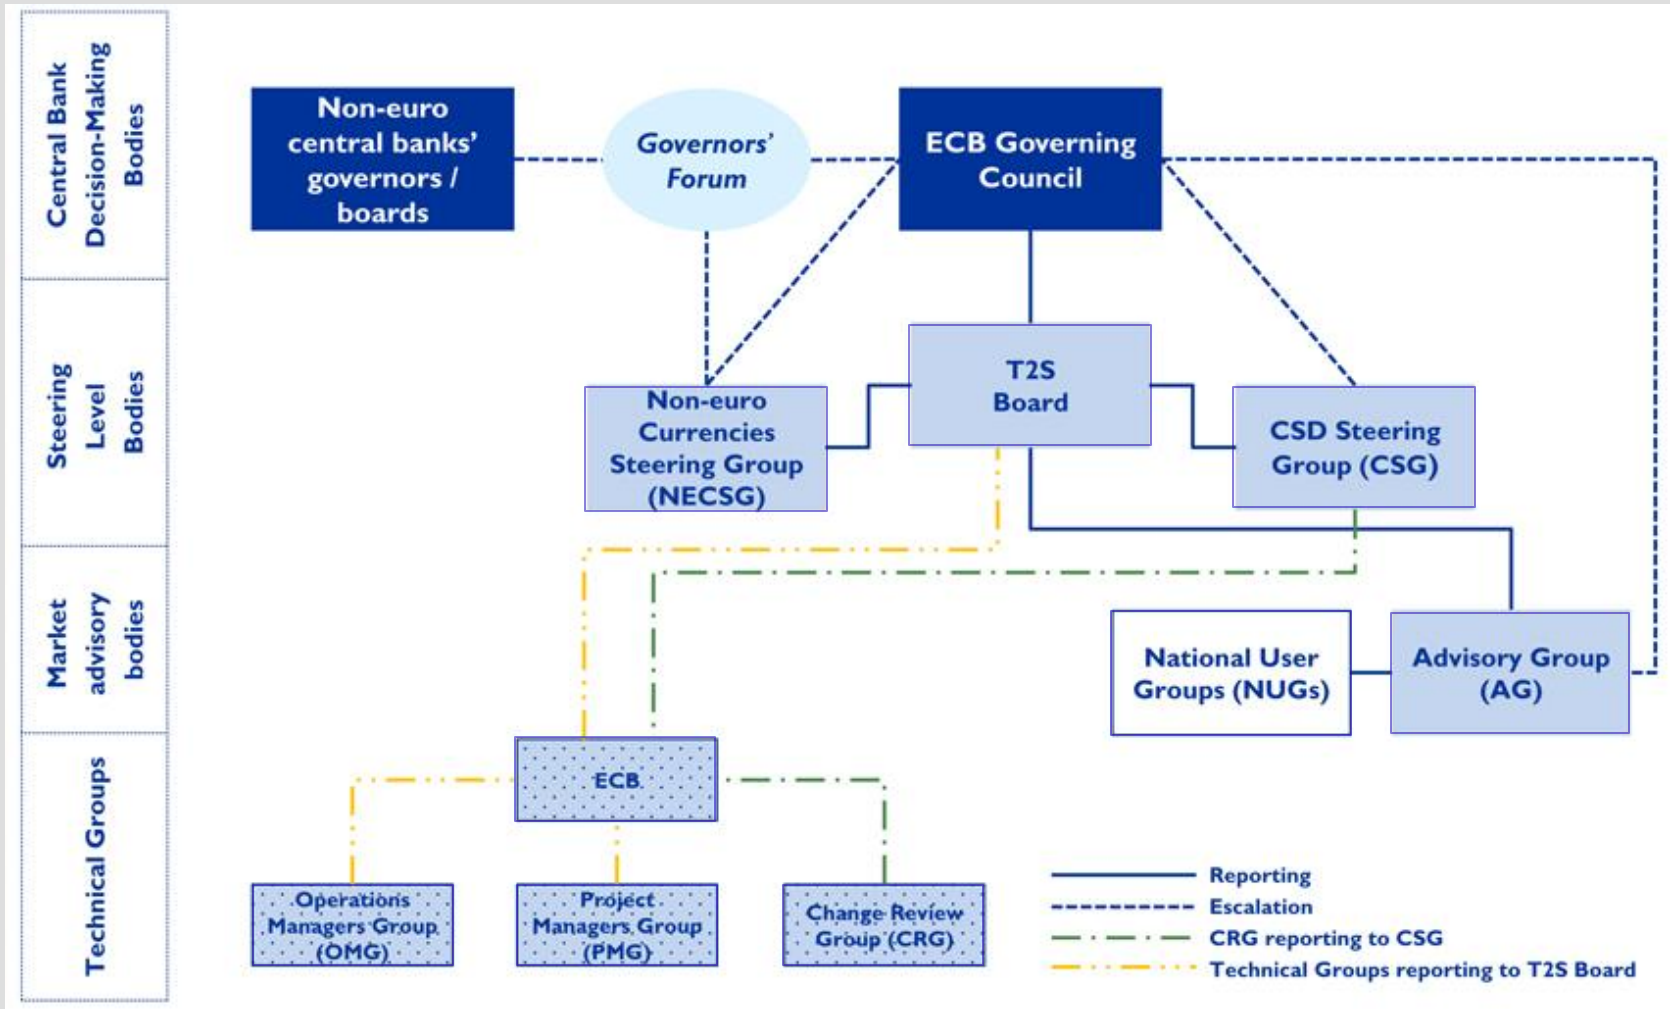 Central Bank
Decision-Making
Bodies
Non-euro
central banks’
governors /
boards
Governors’
Forum
ECB Governing
Council
Steering
Level
Bodies
Non-euro
Currencies
Steering Group
(NECSG)
T2S
Board
CSD Steering
Group (CSG)
Market
advisory
bodies
National User
Groups (NUGs)
Advisory Group
(AG)
Technical Groups
ECB
Operations
Managers Group
(OMG)
Project
Managers Group
(PMG)
Change Review
Group (CRG)
Reporting
Escalation
CRG reporting to CSG
Technical Groups reporting to T2S Board